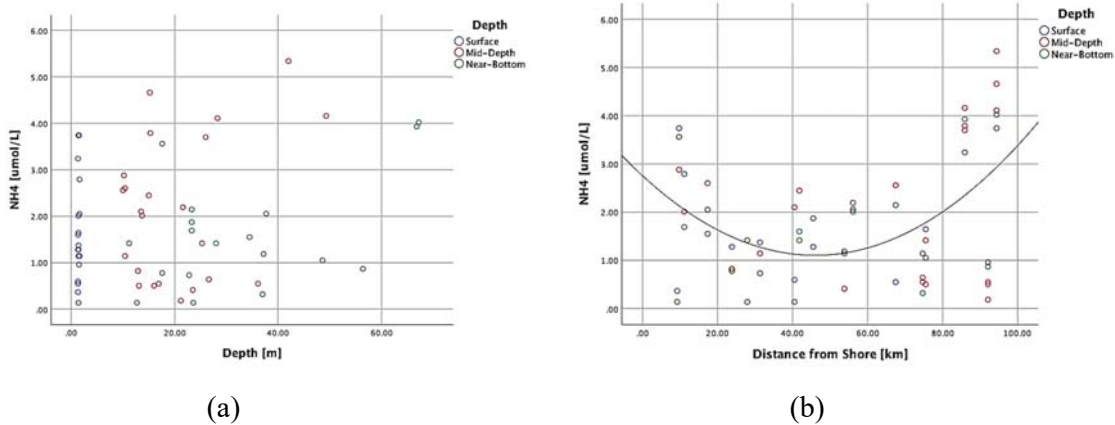 Depth
Surface
Mid-Depth
Near-Bottom
6.00
5.00
4.00
3.00
2.00
1.00
.00
NH4 [umol/L]
.00
20.00
40.00
60.00
Depth [m]
(a)
Depth
Surface
Mid-Depth
Near-Bottom
6.00
5.00
4.00
3.00
2.00
1.00
.00
NH4 [umol/L]
.00
20.00
40.00
60.00
80.00
100.00
Distance from Shore [km]
(b)